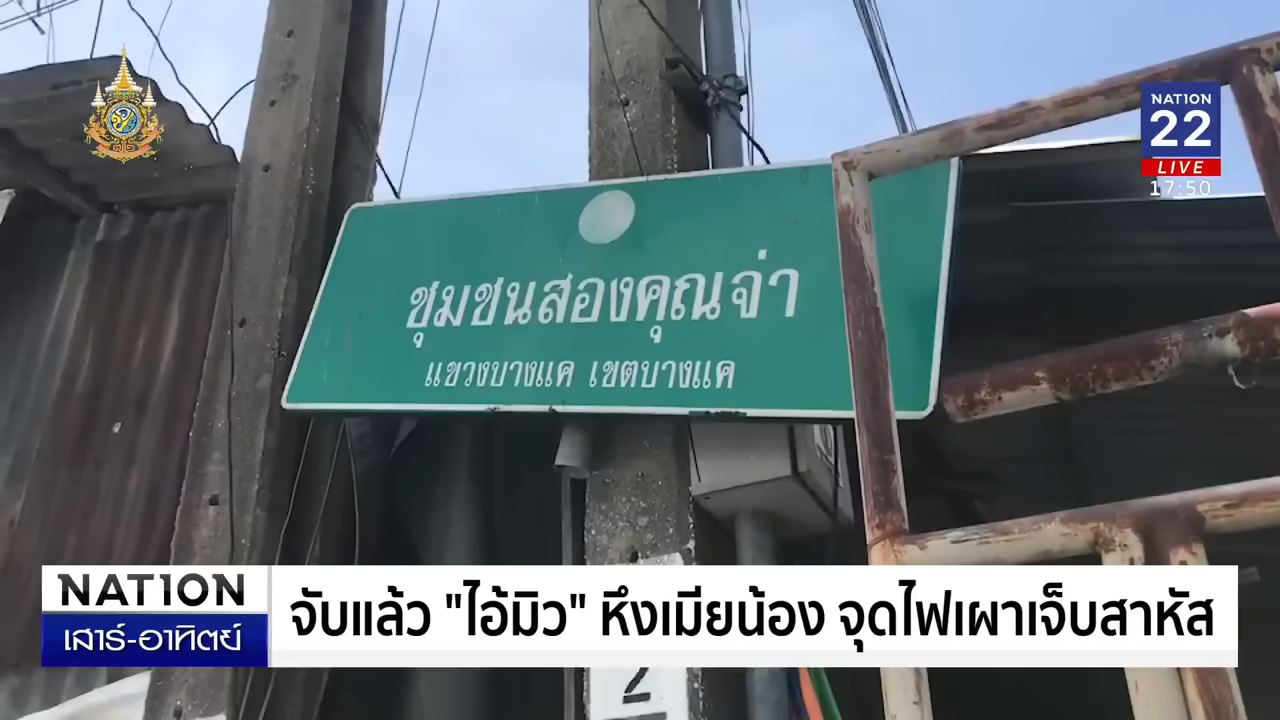 NATION
22
LIVE
17:50
ชุมชนสองคุณจ่า
แขวงบางแค เขตบางแค
NATION
เสาร์-อาทิตย์
จับแล้ว "ไอ้มิว" หึงเมียน้อง จุดไฟเผาเจ็บสาหัส
2